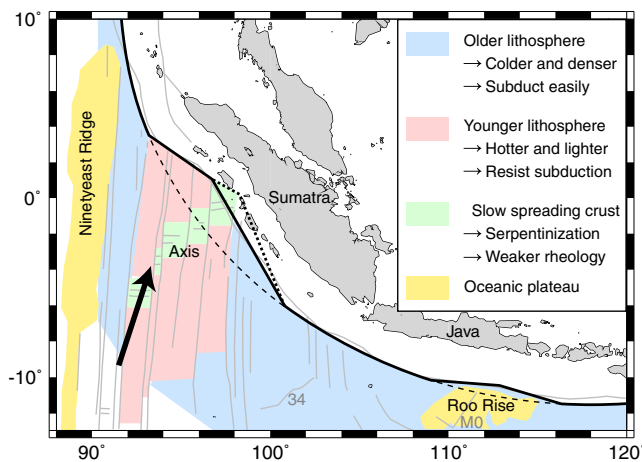 10˚
0˚
-10˚
90˚
100˚
110˚
120˚
Ninetyeast Ridge
Axis
Sumatra
Java
Roo Rise
34
M0
Older lithosphere
→ Colder and denser
→ Subduct easily
Younger lithosphere
→ Hotter and lighter
→ Resist subduction
Slow spreading crust
→ Serpentinization
→ Weaker rheology
Oceanic plateau